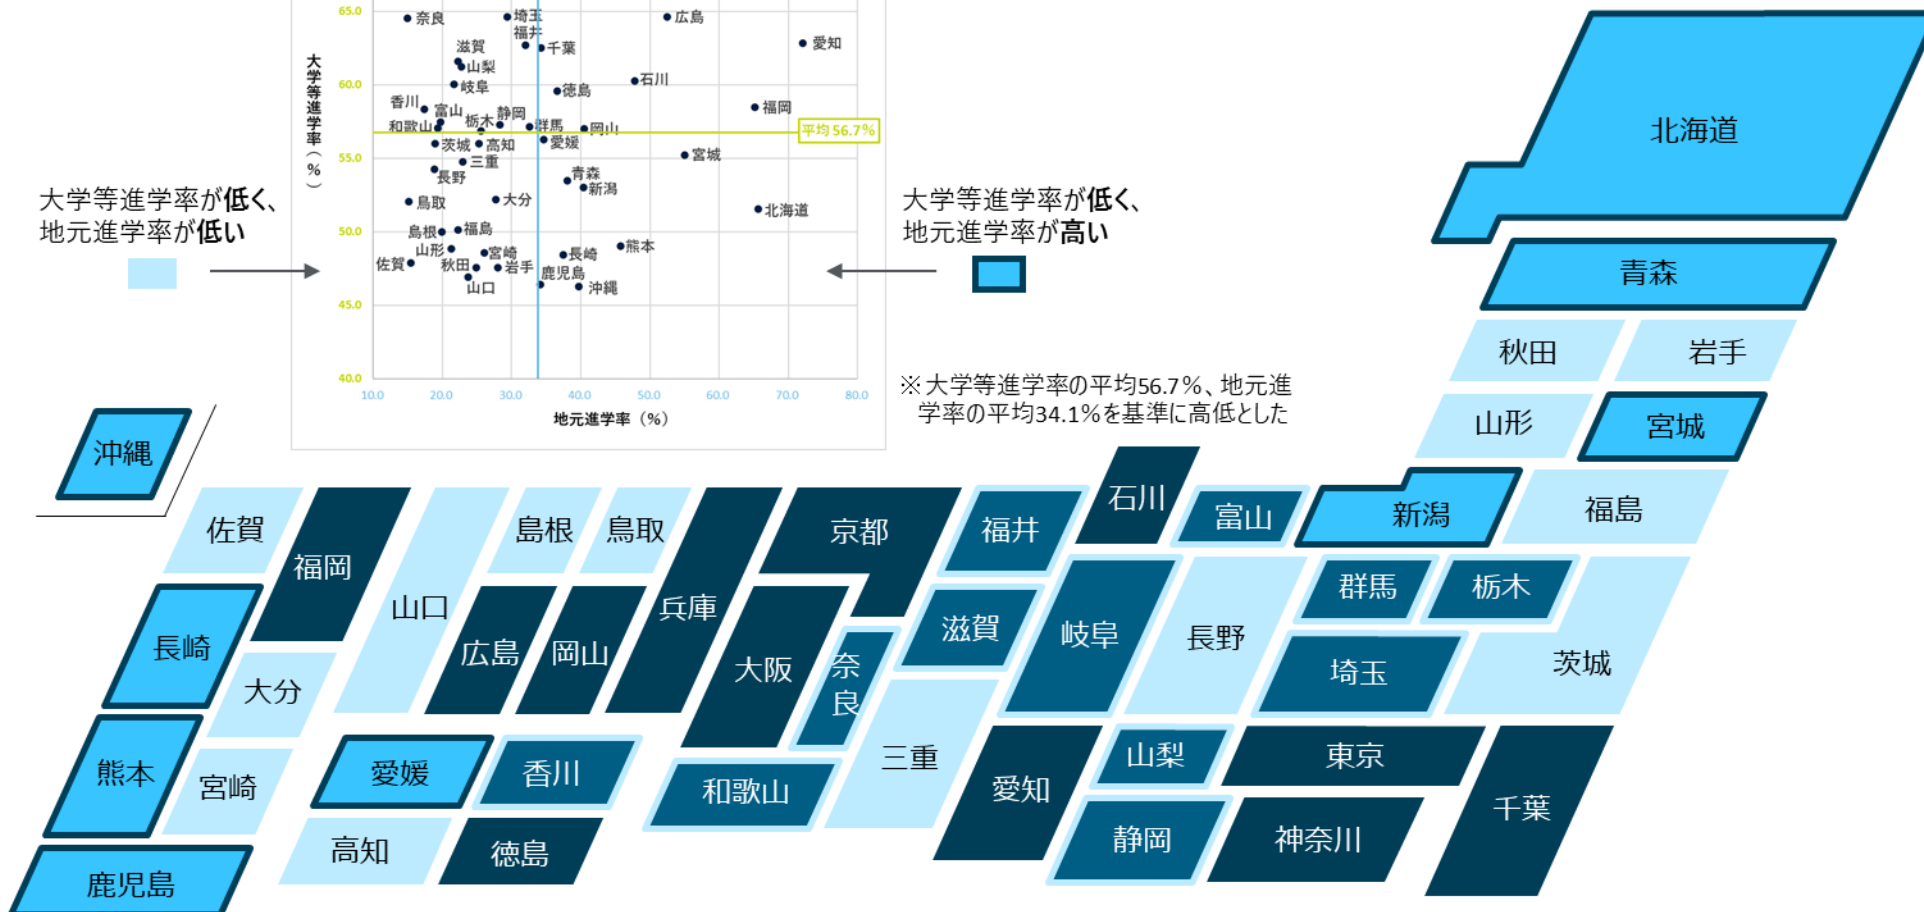 65.0
奈良
埼玉
広島
福井
千葉
愛知
滋賀
山梨
60.0
岐阜
徳島
石川
香川
富山
静岡
福岡
和歌山
栃木
群馬
岡山
平均 56.7%
茨城
高知
愛媛
55.0
三重
宮城
長野
青森
新潟
鳥取
大分
北海道
50.0
島根
福島
山形
宮崎
長崎
熊本
佐賀
秋田
岩手
鹿児島
山口
沖縄
45.0
40.0
10.0 20.0 30.0 40.0 50.0 60.0 70.0 80.0
地元進学率（%）
大学等進学率（%）
大学等進学率が低く、
地元進学率が低い
大学等進学率が低く、
地元進学率が高い
※大学等進学率の平均56.7%、地元進
学率の平均34.1%を基準に高低とした
北海道
青森
秋田
岩手
山形
宮城
沖縄
石川
佐賀
福岡
島根
鳥取
京都
福井
富山
新潟
福島
山口
兵庫
群馬
栃木
長崎
広島
岡山
滋賀
岐阜
長野
大分
大阪
奈良
埼玉
茨城
熊本
宮崎
愛媛
香川
和歌山
三重
愛知
山梨
東京
千葉
高知
徳島
静岡
神奈川
鹿児島